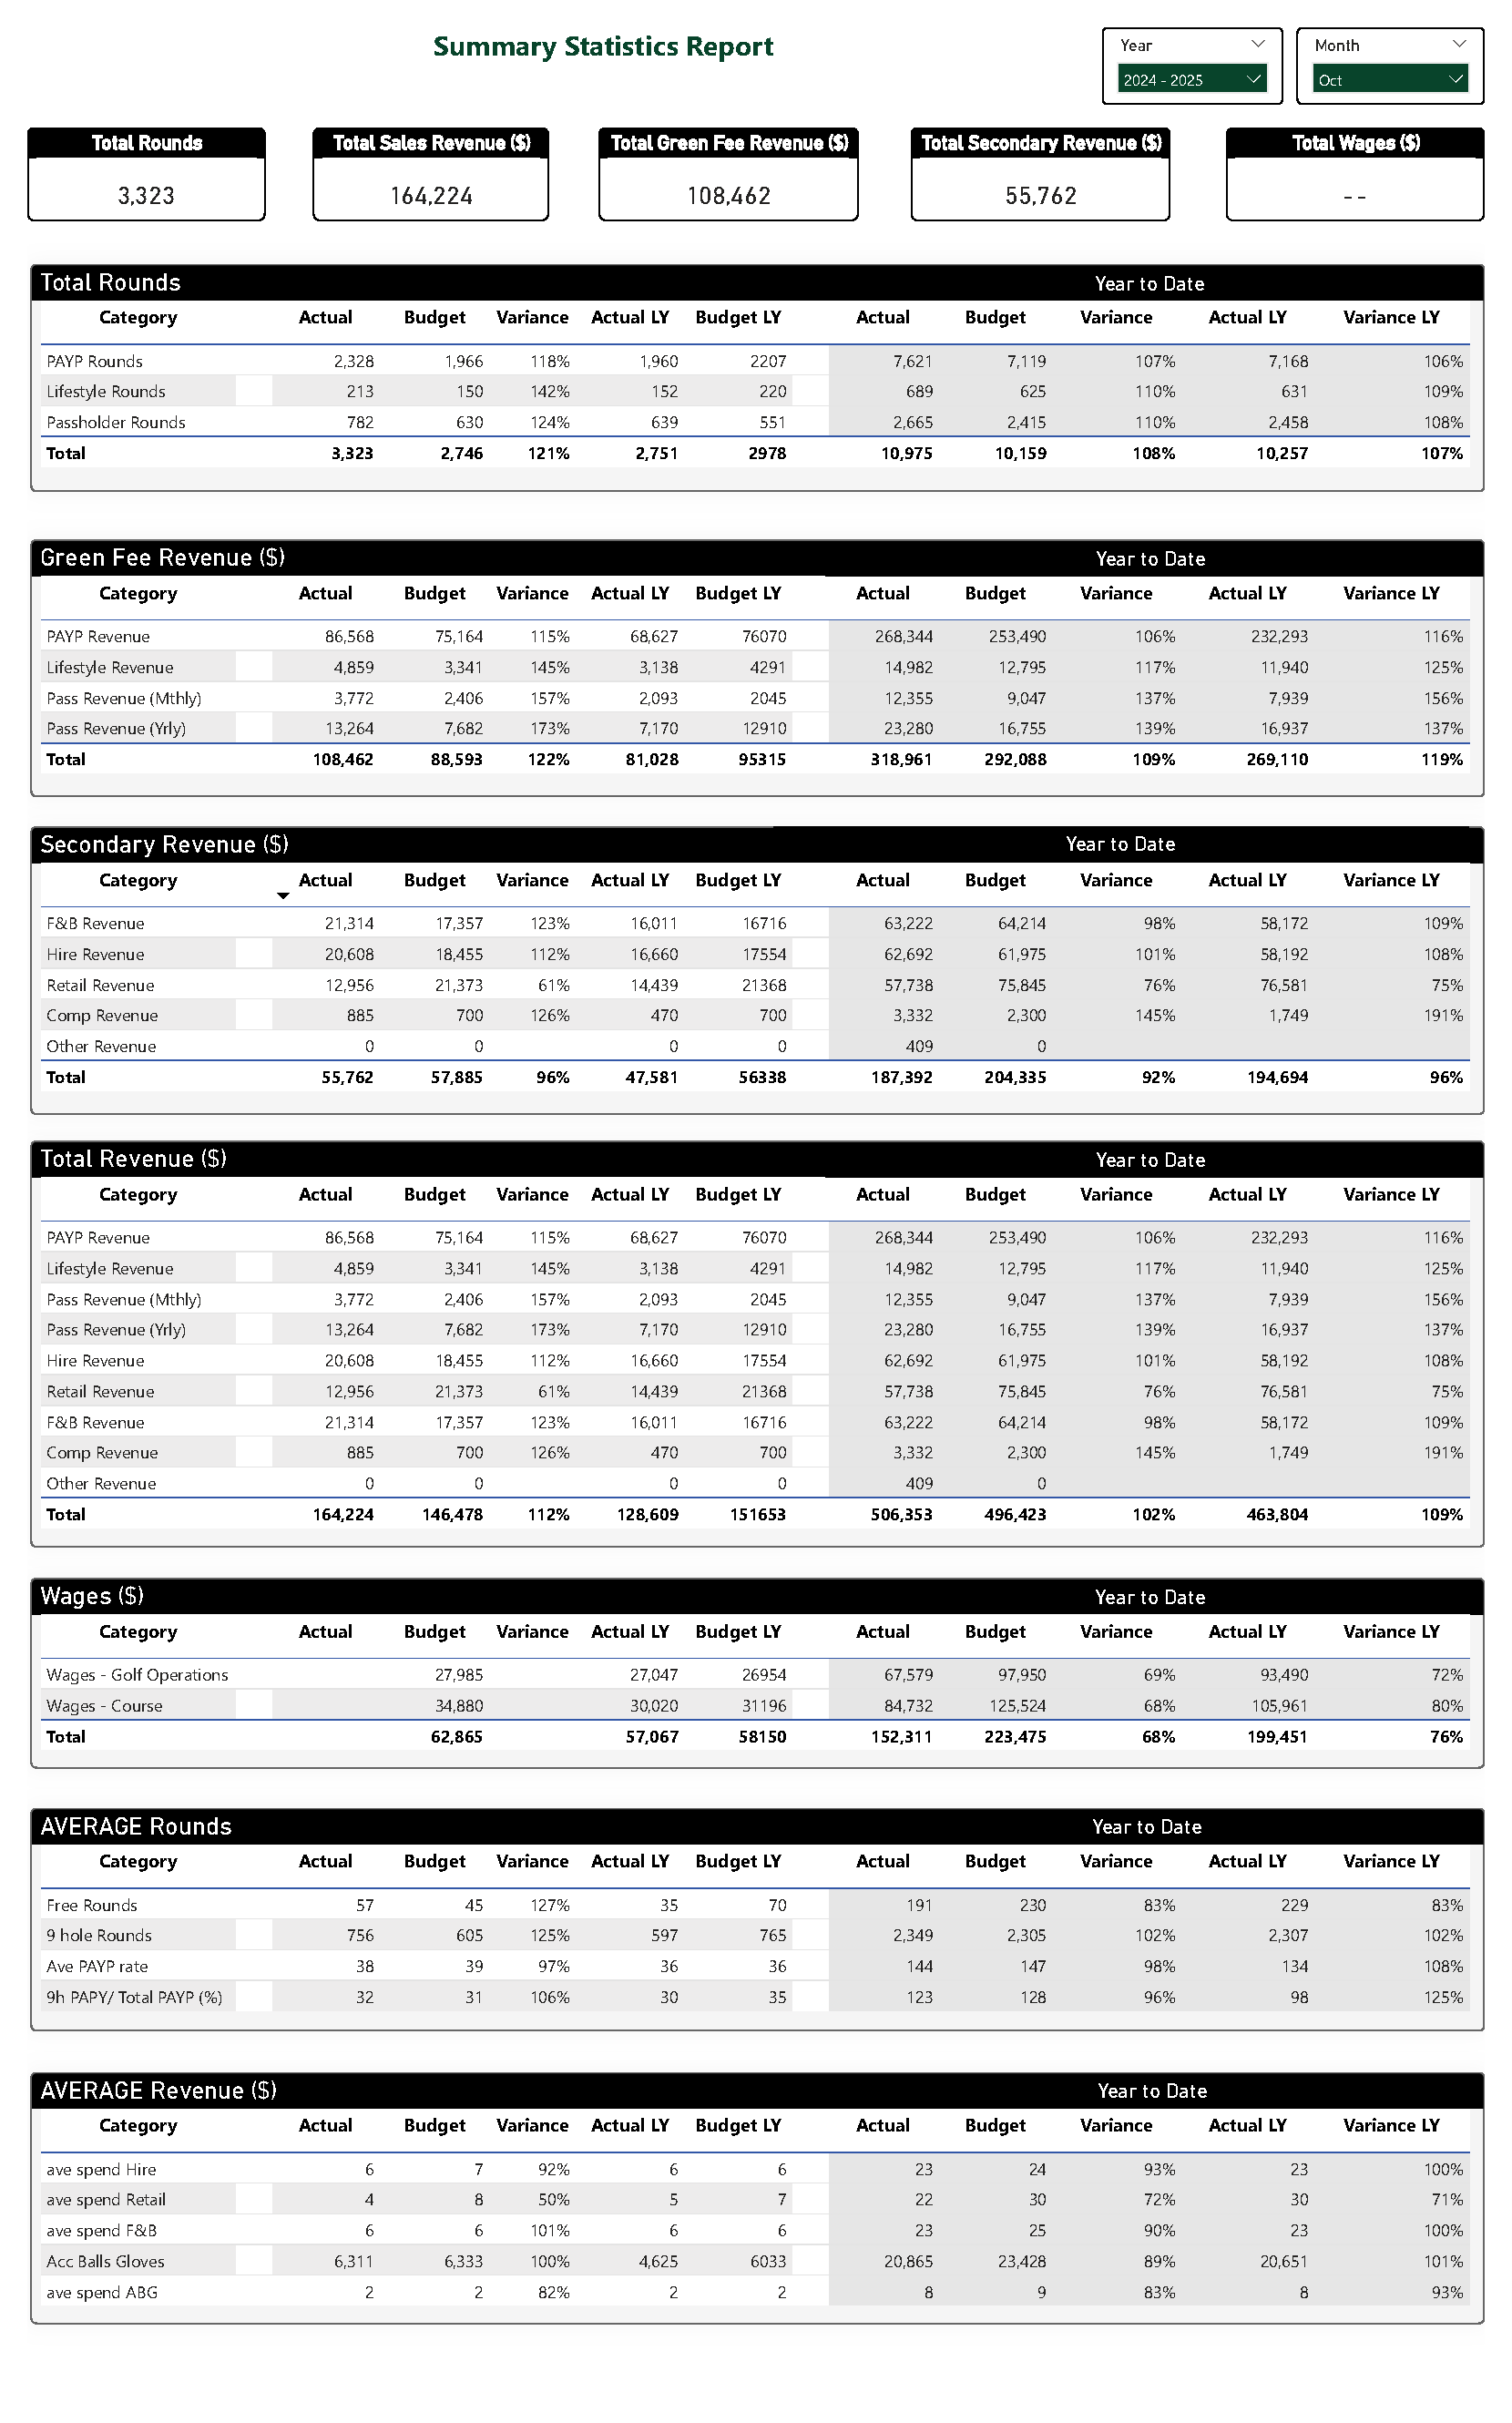 Summary Statistics Report
Year
2024 - 2025
Month
Oct
Total Rounds
3,323
Total Sales Revenue ($)
164,224
Total Green Fee Revenue ($)
108,462
Total Secondary Revenue ($)
55,762
Total Wages ($)
--
Total Rounds Year to Date
Category Actual Budget Variance Actual LY Budget LY Actual Budget Variance Actual LY Variance LY
PAYP Rounds 2,328 1,966 118% 1,960 2207 7,621 7,119 107% 7,168 106%
Lifestyle Rounds 213 150 142% 152 220 689 625 110% 631 109%
Passholder Rounds 782 630 124% 639 551 2,665 2,415 110% 2,458 108%
Total 3,323 2,746 121% 2,751 2978 10,975 10,159 108% 10,257 107%
Green Fee Revenue ($) Year to Date
Category Actual Budget Variance Actual LY Budget LY Actual Budget Variance Actual LY Variance LY
PAYP Revenue 86,568 75,164 115% 68,627 76070 268,344 253,490 106% 232,293 116%
Lifestyle Revenue 4,859 3,341 145% 3,138 4291 14,982 12,795 117% 11,940 125%
Pass Revenue (Mthly) 3,772 2,406 157% 2,093 2045 12,355 9,047 137% 7,939 156%
Pass Revenue (Yrly) 13,264 7,682 173% 7,170 12910 23,280 16,755 139% 16,937 137%
Total 108,462 88,593 122% 81,028 95315 318,961 292,088 109% 269,110 119%
Secondary Revenue ($) Year to Date
Category Actual Budget Variance Actual LY Budget LY Actual Budget Variance Actual LY Variance LY
F&B Revenue 21,314 17,357 123% 16,011 16716 63,222 64,214 98% 58,172 109%
Hire Revenue 20,608 18,455 112% 16,660 17554 62,692 61,975 101% 58,192 108%
Retail Revenue 12,956 21,373 61% 14,439 21368 57,738 75,845 76% 76,581 75%
Comp Revenue 885 700 126% 470 700 3,332 2,300 145% 1,749 191%
Other Revenue 0 0 0 0 409 0
Total 55,762 57,885 96% 47,581 56338 187,392 204,335 92% 194,694 96%
Total Revenue ($) Year to Date
Category Actual Budget Variance Actual LY Budget LY Actual Budget Variance Actual LY Variance LY
PAYP Revenue 86,568 75,164 115% 68,627 76070 268,344 253,490 106% 232,293 116%
Lifestyle Revenue 4,859 3,341 145% 3,138 4291 14,982 12,795 117% 11,940 125%
Pass Revenue (Mthly) 3,772 2,406 157% 2,093 2045 12,355 9,047 137% 7,939 156%
Pass Revenue (Yrly) 13,264 7,682 173% 7,170 12910 23,280 16,755 139% 16,937 137%
Hire Revenue 20,608 18,455 112% 16,660 17554 62,692 61,975 101% 58,192 108%
Retail Revenue 12,956 21,373 61% 14,439 21368 57,738 75,845 76% 76,581 75%
F&B Revenue 21,314 17,357 123% 16,011 16716 63,222 64,214 98% 58,172 109%
Comp Revenue 885 700 126% 470 700 3,332 2,300 145% 1,749 191%
Other Revenue 0 0 0 0 409 0
Total 164,224 146,478 112% 128,609 151653 506,353 496,423 102% 463,804 109%
Wages ($) Year to Date
Category Actual Budget Variance Actual LY Budget LY Actual Budget Variance Actual LY Variance LY
Wages - Golf Operations 27,985 27,047 26954 67,579 97,950 69% 93,490 72%
Wages - Course 34,880 30,020 31196 84,732 125,524 68% 105,961 80%
Total 62,865 57,067 58150 152,311 223,475 68% 199,451 76%
AVERAGE Rounds Year to Date
Category Actual Budget Variance Actual LY Budget LY Actual Budget Variance Actual LY Variance LY
Free Rounds 57 45 127% 35 70 191 230 83% 229 83%
9 hole Rounds 756 605 125% 597 765 2,349 2,305 102% 2,307 102%
Ave PAYP rate 38 39 97% 36 36 144 147 98% 134 108%
9h PAPY/ Total PAYP (%) 32 31 106% 30 35 123 128 96% 98 125%
AVERAGE Revenue ($) Year to Date
Category Actual Budget Variance Actual LY Budget LY Actual Budget Variance Actual LY Variance LY
ave spend Hire 6 7 92% 6 6 23 24 93% 23 100%
ave spend Retail 4 8 50% 5 7 22 30 72% 30 71%
ave spend F&B 6 6 101% 6 6 23 25 90% 23 100%
Acc Balls Gloves 6,311 6,333 100% 4,625 6033 20,865 23,428 89% 20,651 101%
ave spend ABG 2 2 82% 2 2 8 9 83% 8 93%